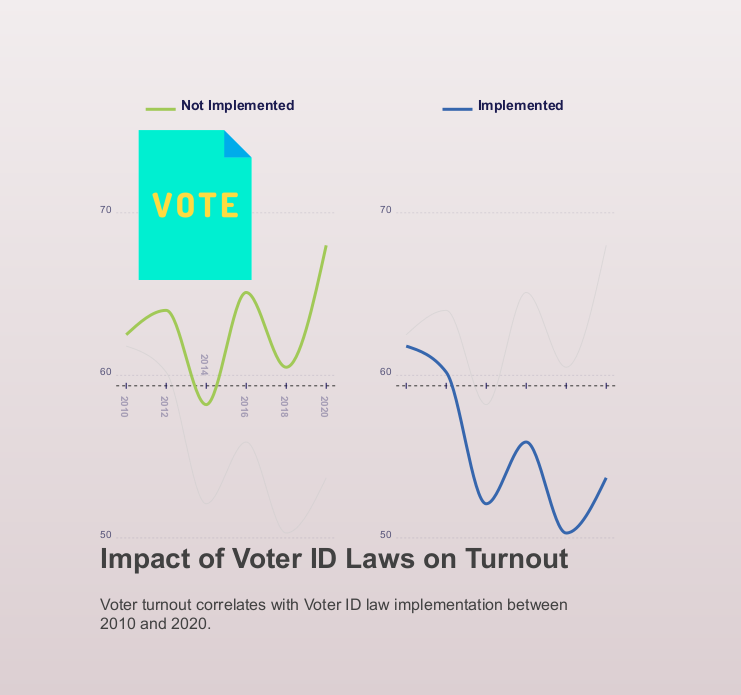 Not Implemented
Implemented
VOTE
70
70
2014
60
60
2010
2012
2016
2018
2020
50
50
Impact of Voter ID Laws on Turnout
Voter turnout correlates with Voter ID law implementation between
2010 and 2020.